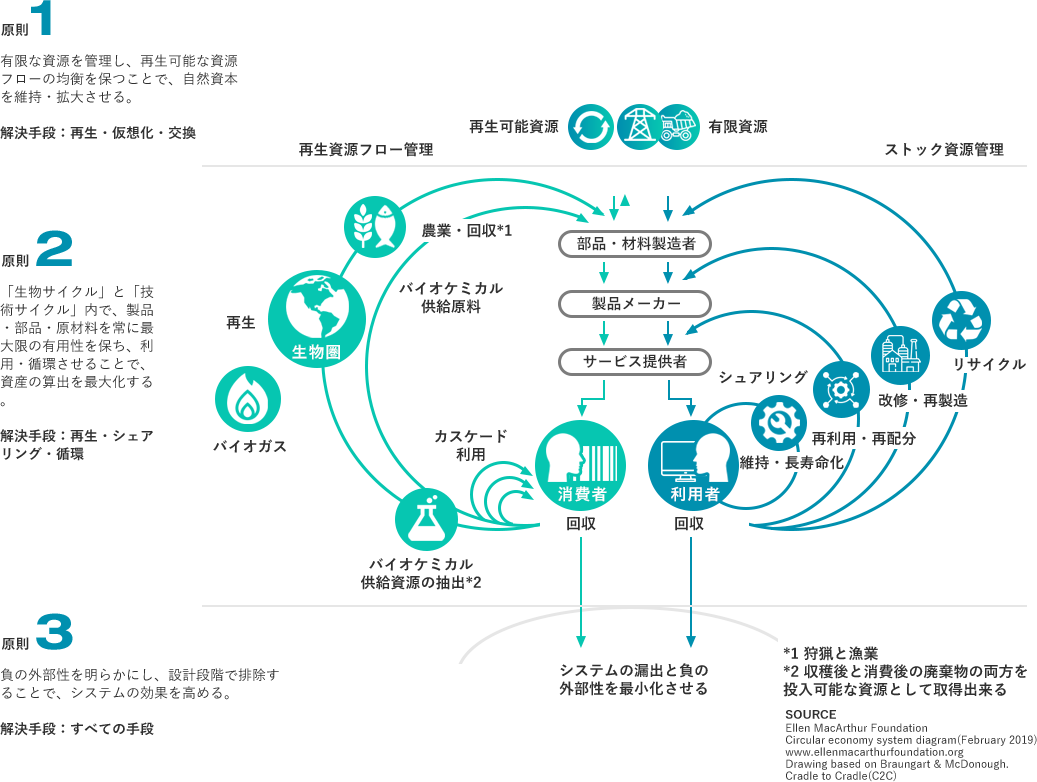 原則1
有限な資源を管理し、再生可能な資源
フローの均衡を保つことで、自然資本
を維持・拡大させる。
解決手段：再生・仮想化・交換
再生可能資源
有限資源
再生資源フロー管理
ストック資源管理
原則2
「生物サイクル」と「技
術サイクル」内で、製品
・部品・原材料を常に最
大限の有用性を保ち、利
用・循環させることで、
資産の算出を最大化する
。
解決手段：再生・シェア
リング・循環
農業・回収*1
バイオケミカル
供給原料
再生
生物圏
バイオガス
カスケード
利用
バイオケミカル
供給資源の抽出*2
部品・材料製造者
製品メーカー
サービス提供者
消費者
回収
利用者
回収
シュアリング
維持・長寿命化
再利用・再配分
改修・再製造
リサイクル
原則3
負の外部性を明らかにし、設計段階で排除す
ることで、システムの効果を高める。
解決手段：すべての手段
システムの漏出と負の
外部性を最小化させる
*1 狩猟と漁業
*2 収穫後と消費後の廃棄物の両方を
投入可能な資源として取得出来る
SOURCE
Ellen MacArthur Foundation
Circular economy system diagram(February 2019)
www.ellenmacarthurfoundation.org
Drawing based on Braungart & McDonough.
Cradle to Cradle(C2C)